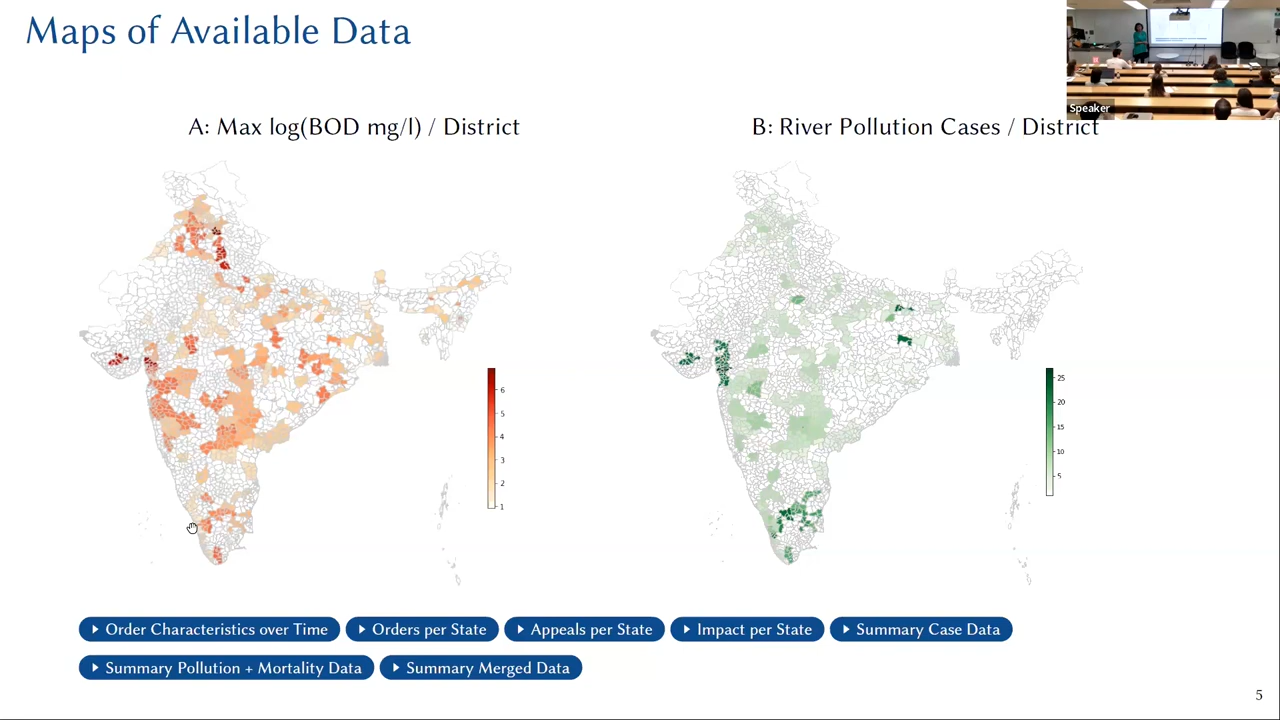 Maps of Available Data
Speaker
A: Max log(BOD mg/l) / District
B: River Pollution Cases / District
6
5
4
3
2
1
25
20
15
10
5
Order Characteristics over Time
Orders per State
Appeals per State
Impact per State
Summary Case Data
Summary Pollution + Mortality Data
Summary Merged Data
5